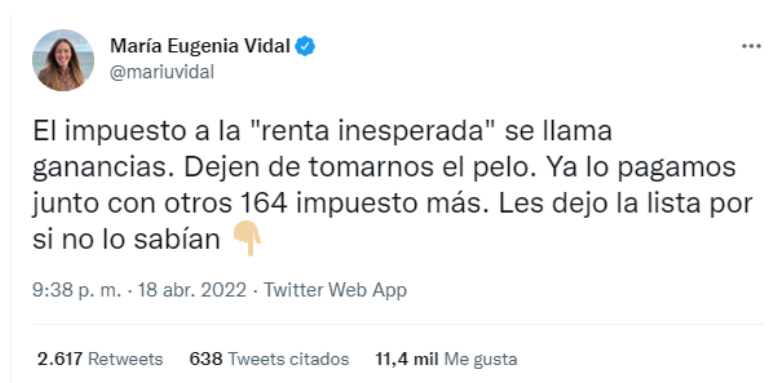 María Eugenia Vidal
@mariuvidal
El impuesto a la "renta inesperada" se llama
ganancias. Dejen de tomarnos el pelo. Ya lo pagamos
junto con otros 164 impuesto más. Les dejo la lista por
si no lo sabían 👇🏼
9:38 p. m. · 18 abr. 2022 · Twitter Web App
2.617 Retweets 638 Tweets citados 11,4 mil Me gusta